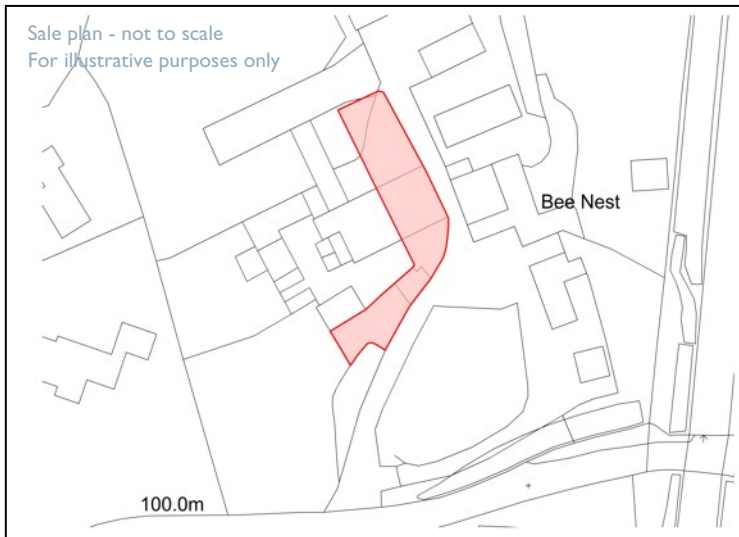 Sale plan - not to scale
For illustrative purposes only
Bee Nest
100.0m